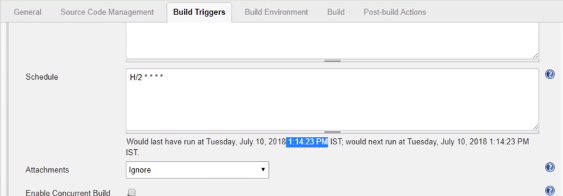 General Source Code Management Build Triggers Build Environment Build Post-build Actions
Schedule H/2 * * * *
Would last have run at Tuesday, July 10, 2018 1:14:23 PM IST; would next run at Tuesday, July 10, 2018 1:14:23 PM
IST.
Attachments Ignore
Enable Concurrent Build